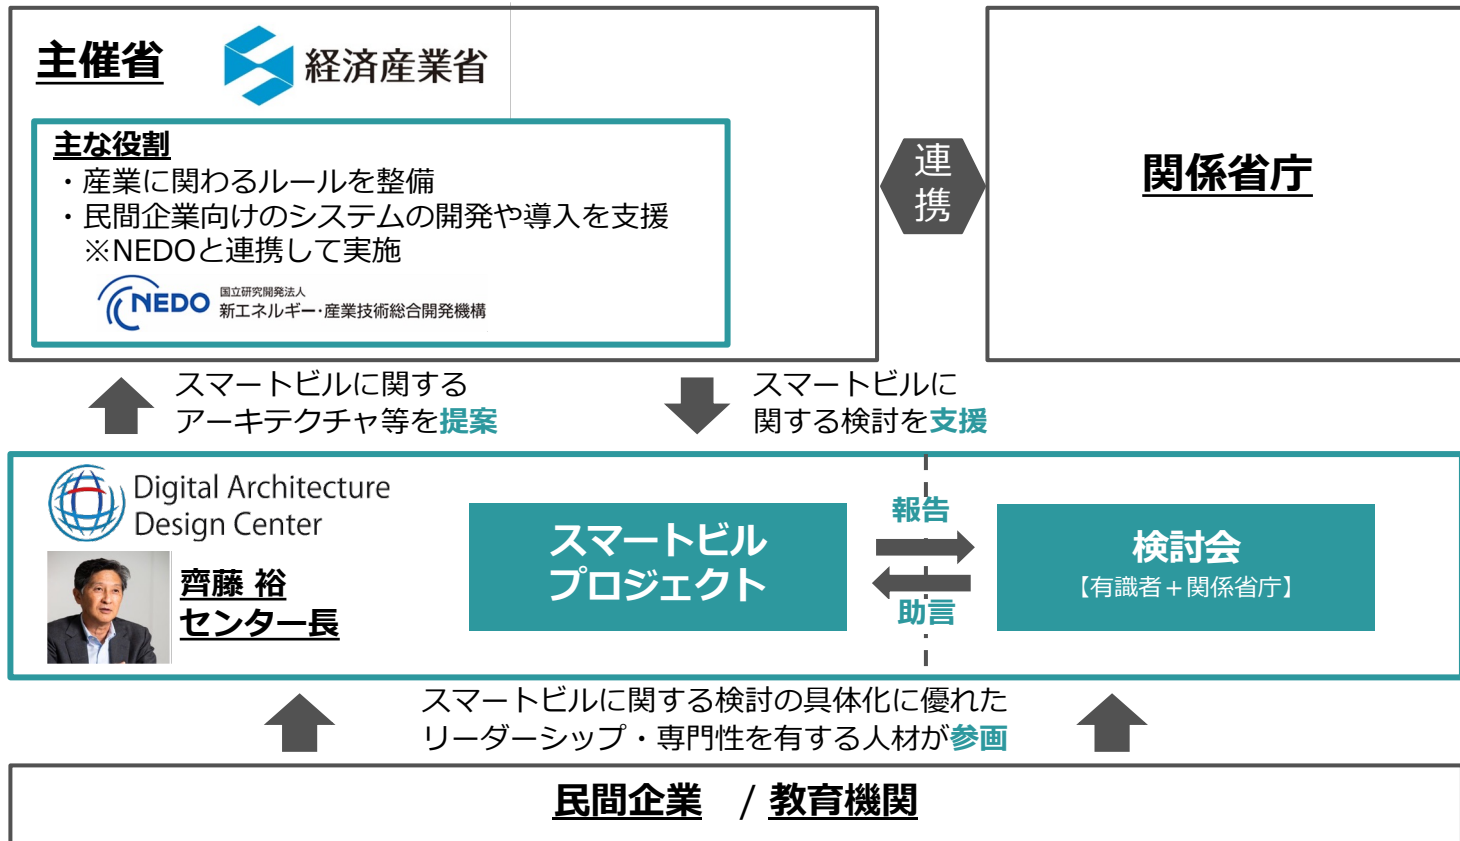 主催省
経済産業省
主な役割
・産業に関わるルールを整備
・民間企業向けのシステムの開発や導入を支援
※NEDOと連携して実施
NEDO
国立研究開発法人
新エネルギー・産業技術総合開発機構
連
携
関係省庁
スマートビルに関する
アーキテクチャ等を提案
スマートビルに
関する検討を支援
Digital Architecture
Design Center
齊藤 裕
センター長
スマートビル
プロジェクト
報告
助言
検討会
【有識者＋関係省庁】
スマートビルに関する検討の具体化に優れた
リーダーシップ・専門性を有する人材が参画
民間企業 / 教育機関